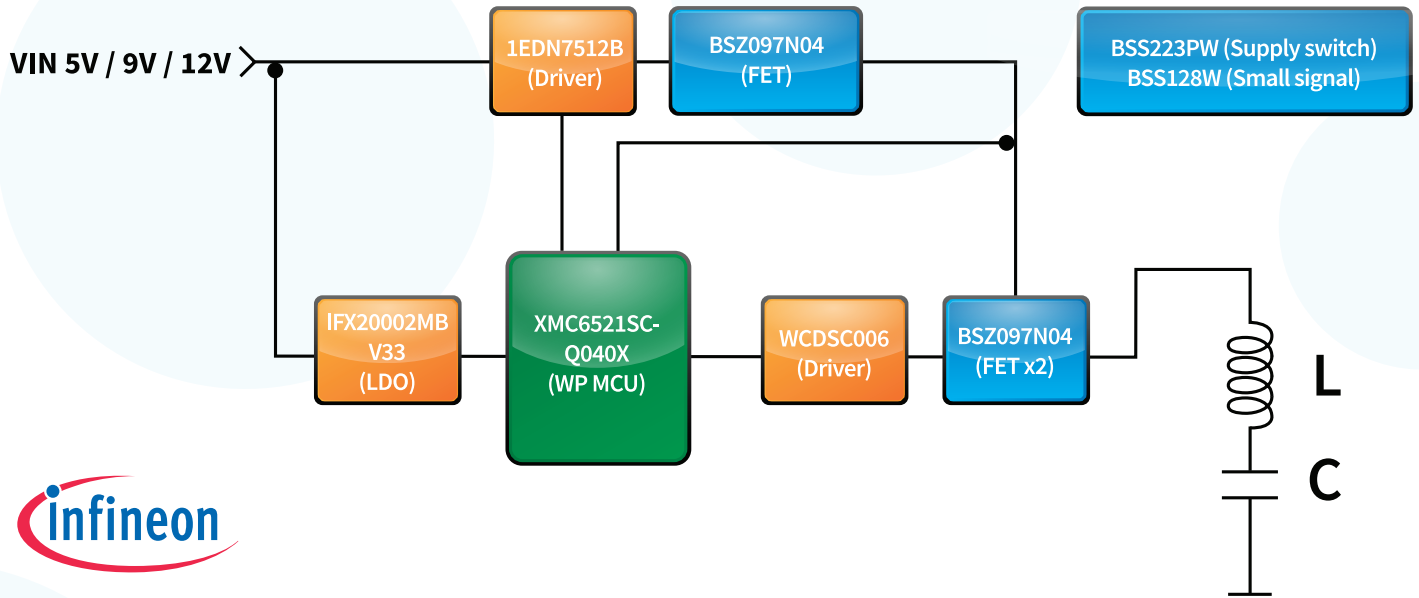 VIN 5V / 9V / 12V
1EDN7512B
(Driver)
BSZ097N04
(FET)
BSS223PW (Supply switch)
BSS128W (Small signal)
IFX20002MB
V33
(LDO)
XMC6521SC-
Q040X
(WP MCU)
WCDSC006
(Driver)
BSZ097N04
(FET x2)
L
C
infineon